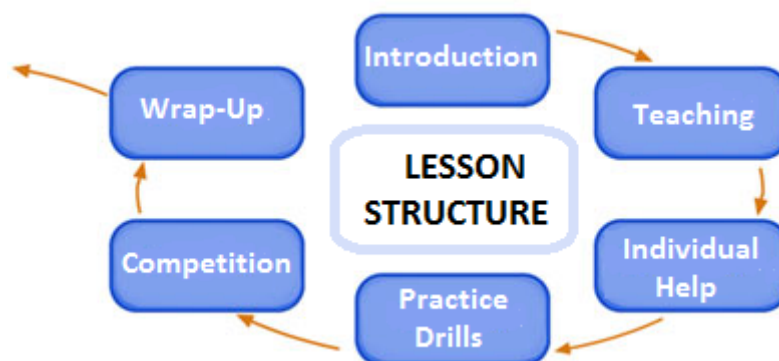 Introduction
Teaching
Individual
Help
Practice
Drills
Competition
Wrap-Up
LESSON
STRUCTURE